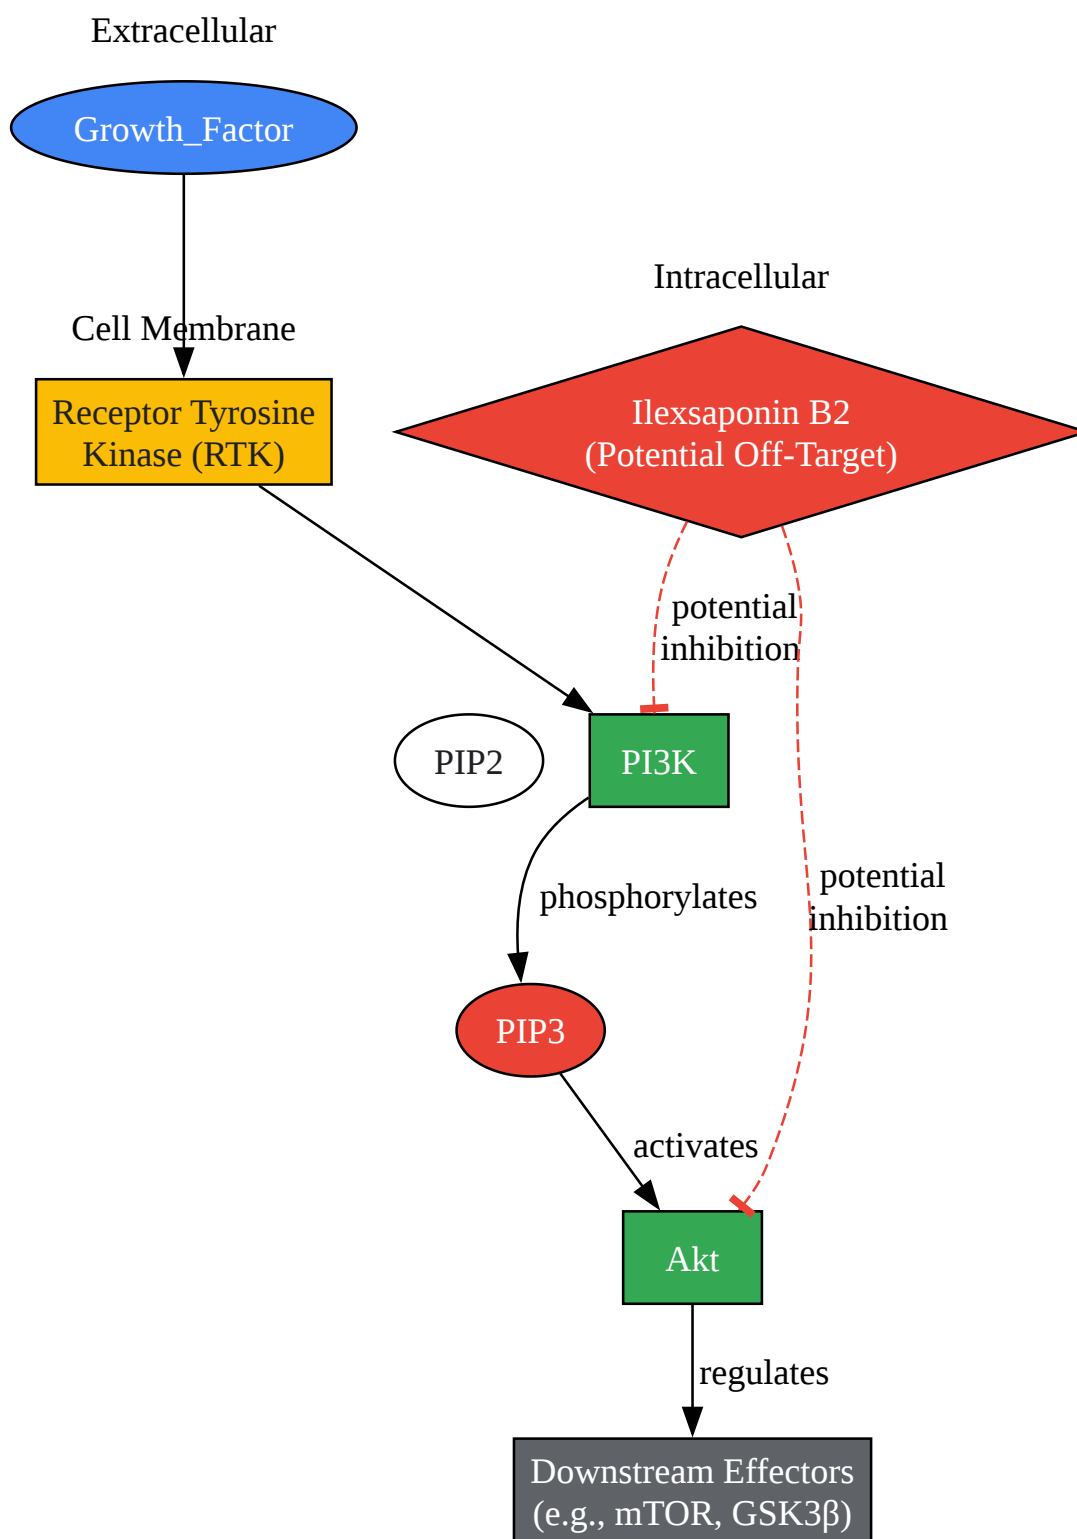 Extracellular
Growth_Factor
Intracellular
Cell Membrane
Receptor Tyrosine
Kinase (RTK)
Ilexsaponin B2
(Potential Off-Target)
potential
inhibition
PIP2
PI3K
potential
inhibition
phosphorylates
PIP3
activates
Akt
regulates
Downstream Effectors
(e.g., mTOR, GSK3β)